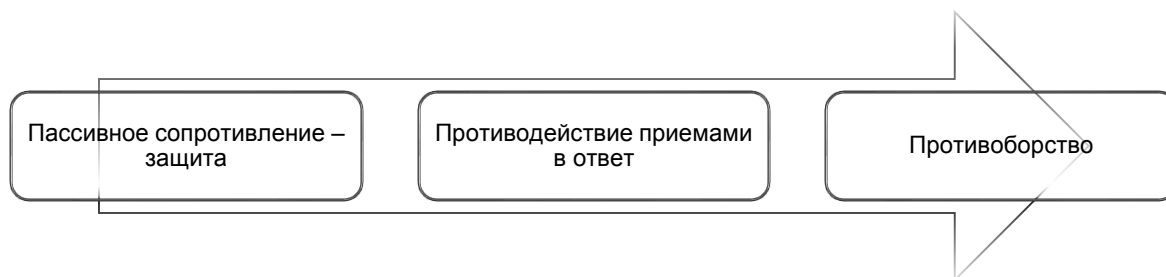 Пассивное сопротивление –
защита
Противодействие приемами
в ответ
Противоборство